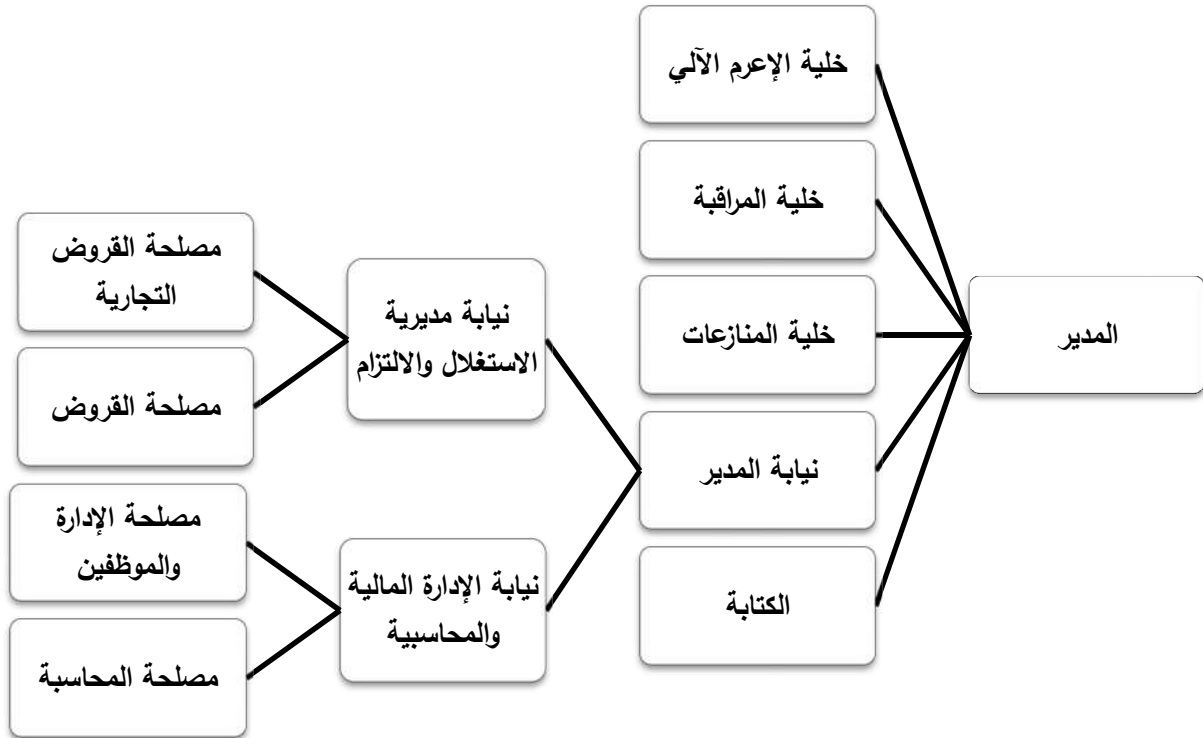 المدير
خلية الإعرم الآلي
خلية المراقبة
خلية المنازعات
نيابة المدير
الكتابة
نيابة مديرية
الاستغلال والالتزام
نيابة الإدارة المالية
والمحاسبية
مصلحة القروض
التجارية
مصلحة القروض
مصلحة الإدارة
والموظفين
مصلحة المحاسبة